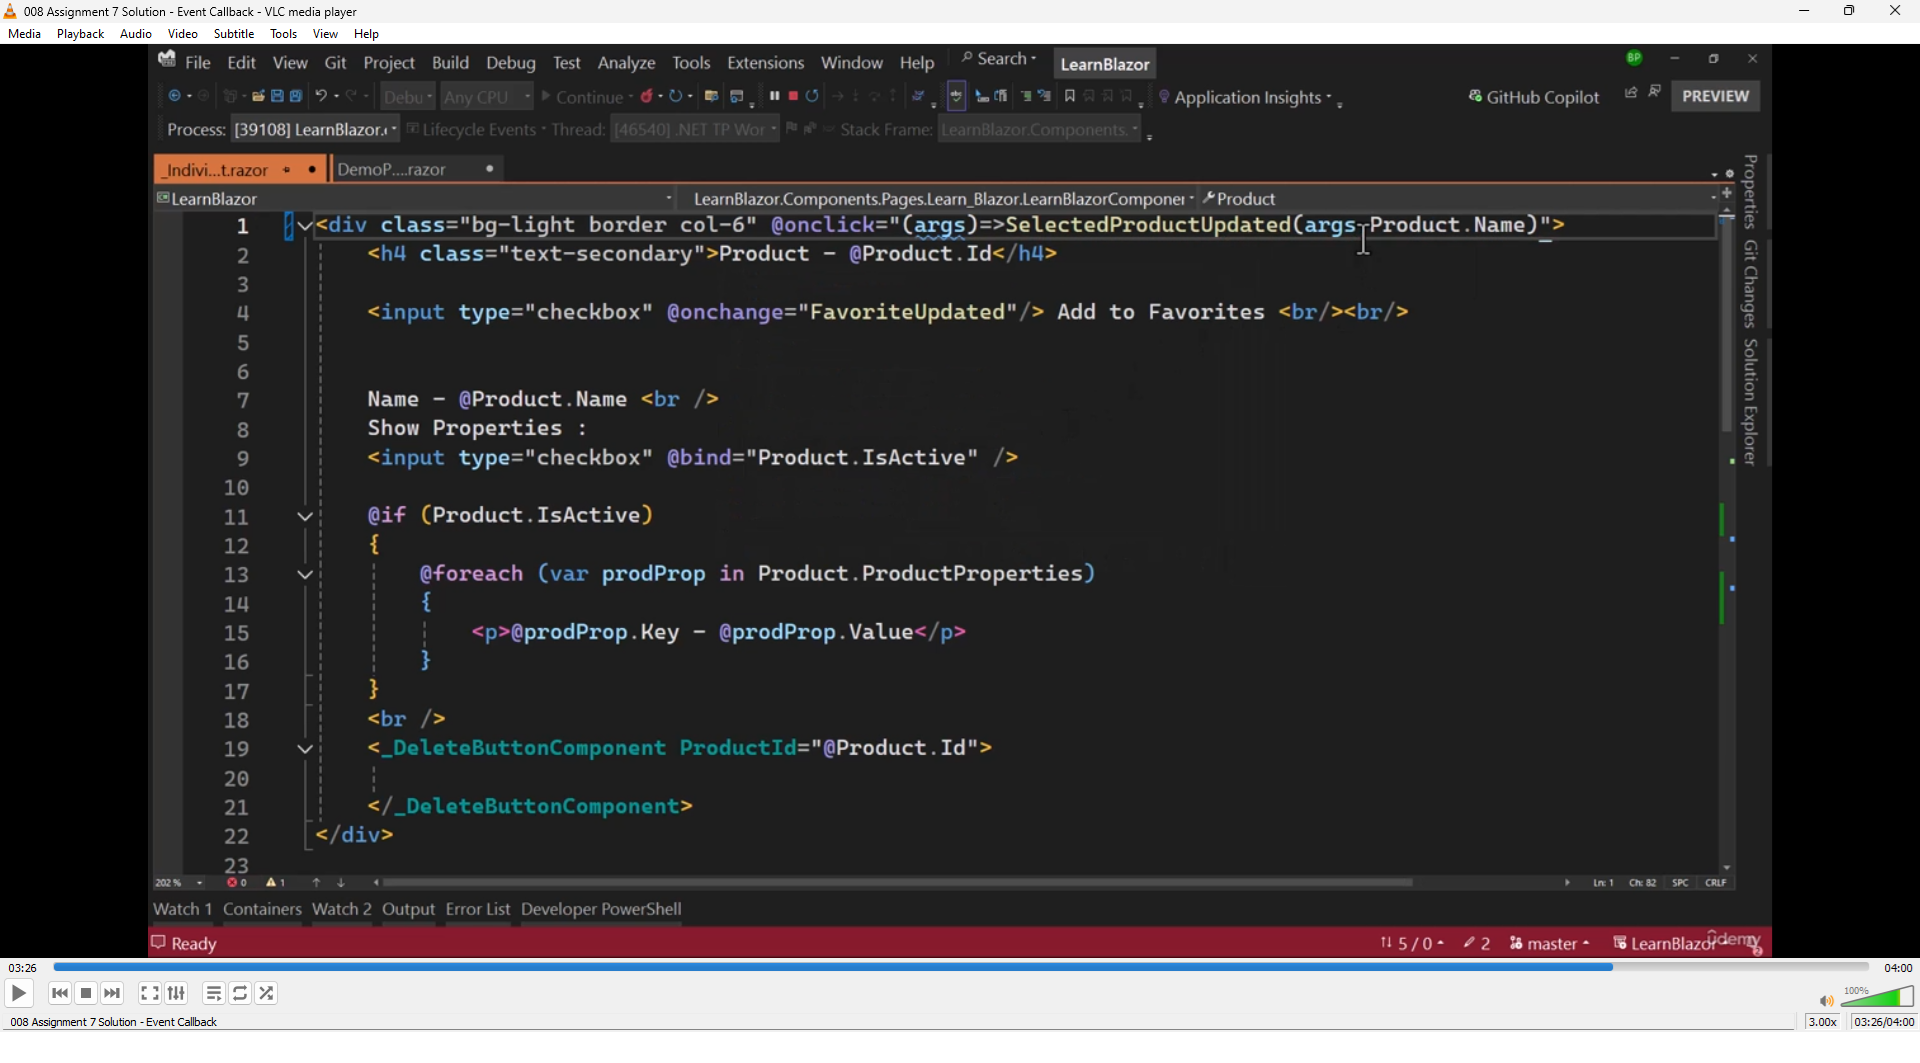 008 Assignment 7 Solution - Event Callback - VLC media player
Media Playback Audio Video Subtitle Tools View Help
File Edit View Git Project Build Debug Test Analyze Tools Extensions Window Help Search LearnBlazor BP
Debu Any CPU Continue Application Insights GitHub Copilot PREVIEW
Process: [39108] LearnBlazor. Lifecycle Events Thread: [46540] .NET TP Wor Stack Frame: LearnBlazor.Components.
_Indivi...t.razor DemoP....razor
LearnBlazor LearnBlazor.Components.Pages.Learn_Blazor.LearnBlazorComponer Product
1 <div class="bg-light border col-6" @onclick="(args)=>SelectedProductUpdated(args-Product.Name)">
2 <h4 class="text-secondary">Product - @Product.Id</h4>
3
4 <input type="checkbox" @onchange="FavoriteUpdated"/> Add to Favorites <br/><br/>
5
6
7 Name - @Product.Name <br />
8 Show Properties :
9 <input type="checkbox" @bind="Product.IsActive" />
10
11 @if (Product.IsActive)
12 {
13 @foreach (var prodProp in Product.ProductProperties)
14 {
15 <p>@prodProp.Key - @prodProp.Value</p>
16 }
17 }
18 <br />
19 <_DeleteButtonComponent ProductId="@Product.Id">
20
21 </_DeleteButtonComponent>
22 </div>
23
Properties
Git Changes
Solution Explorer
202 % 0 1 Ln: 1 Ch: 82 SPC CRLF
Watch 1 Containers Watch 2 Output Error List Developer PowerShell
Ready 5 / 0 2 master LearnBlazor 2
udemy
03:26 04:00
100%
008 Assignment 7 Solution - Event Callback 3.00x 03:26/04:00